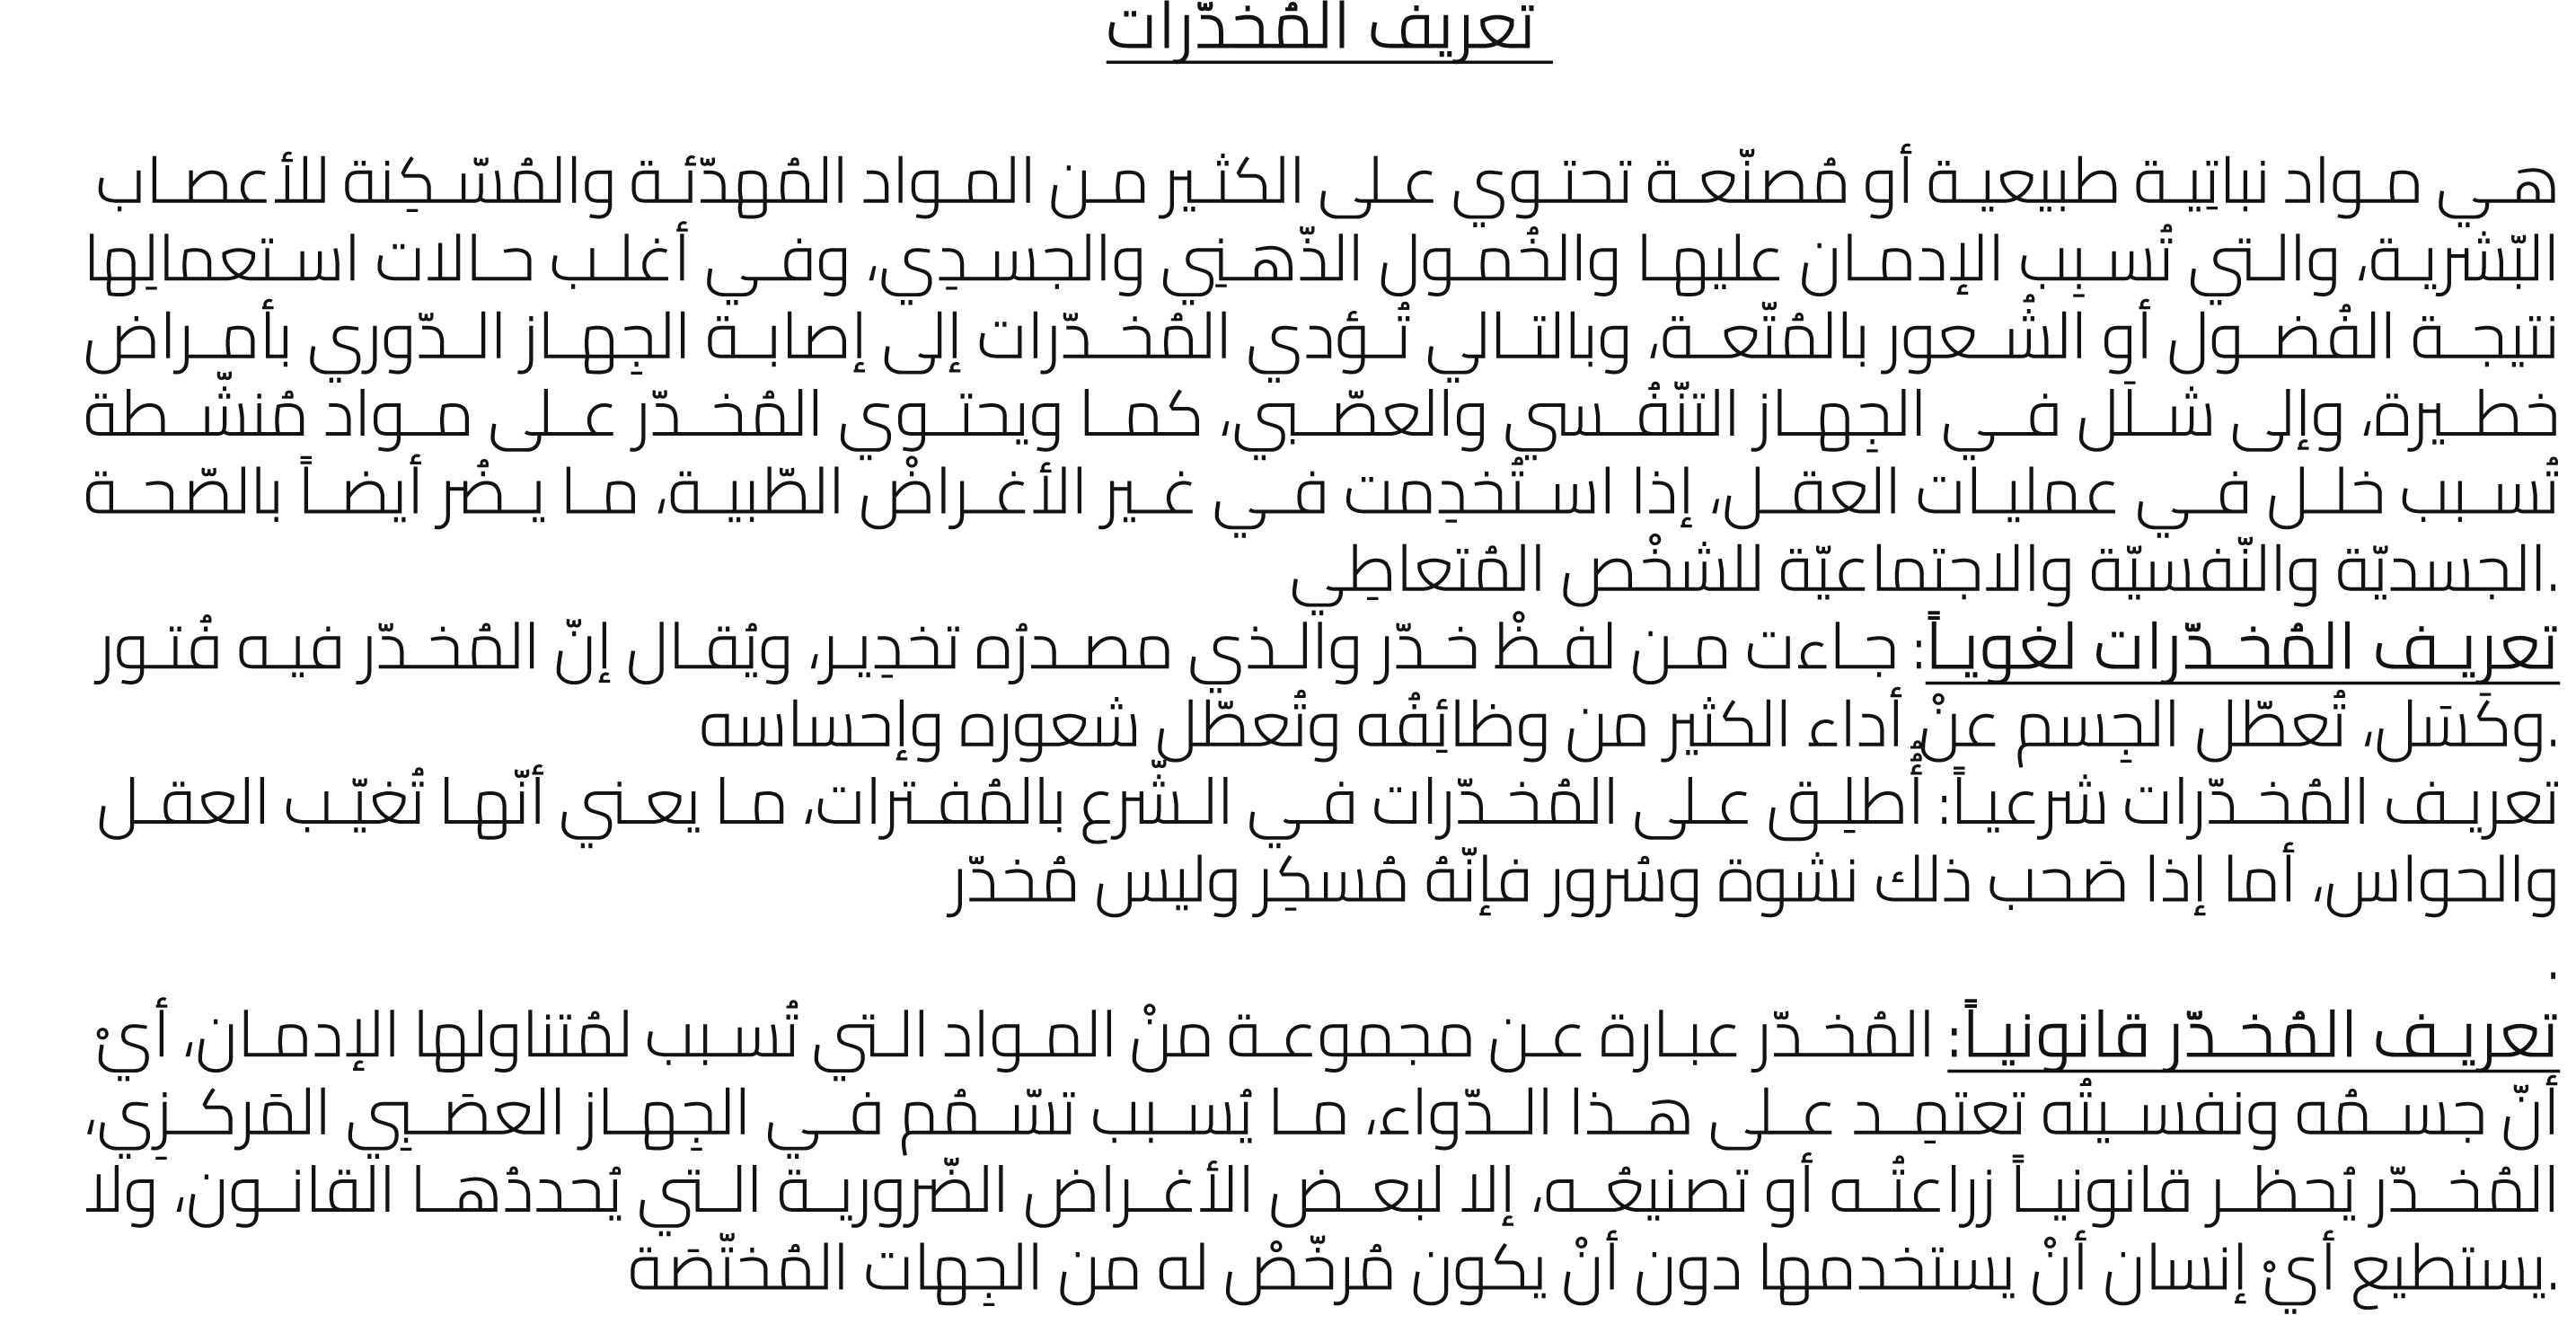 تعريف المُخدّرات
هي مواد نباتِية طبيعية أو مُصنّعة تحتوي على الكثير من المواد المُهدّئة والمُسّكِنة للأعصاب
البّشرية، والتي تُسبِب الإدمان عليها والخُمول الذّهنِي والجسدِي، وفي أغلب حالات استعمالِها
نتيجة الفُضول أو الشُعور بالمُتّعة، وبالتالي تُؤدي المُخدّرات إلى إصابة الجِهاز الدّوري بأمراض
خطيرة، وإلى شلَل في الجِهاز التنّفُسي والعصّبي، كما ويحتوي المُخدّر على مواد مُنشّطة
تُسبب خلل في عمليات العقل، إذا استُخدِمت في غير الأغراضْ الطّبية، ما يضُر أيضاً بالصّحة
.الجسديّة والنّفسيّة والاجتماعيّة للشخْص المُتعاطِي
تعريف المُخدّرات لغوياً: جاءت من لفظْ خدّر والذي مصدرُه تخدِير، ويُقال إنّ المُخدّر فيه فُتور
.وكَسَل، تُعطّل الجِسم عنْ أداء الكثير من وظائِفُه وتُعطّل شعوره وإحساسه
تعريف المُخدّرات شرعياً: أُطلِق على المُخدّرات في الشّرع بالمُفترات، ما يعني أنّها تُغيّب العقل
والحواس، أما إذا صَحب ذلك نشوة وسُرور فإنّهُ مُسكِر وليس مُخدّر
.
تعريف المُخدّر قانونياً: المُخدّر عبارة عن مجموعة منْ المواد التي تُسبب لمُتناولها الإدمان، أيْ
أنّ جسمُه ونفسيتُه تعتمِد على هذا الدّواء، ما يُسبب تسّمُم في الجِهاز العصَبِي المَركزِي،
المُخدّر يُحظر قانونياً زراعتُه أو تصنيعُه، إلا لبعض الأغراض الضّرورية التي يُحددُها القانون، ولا
.يستطيع أيْ إنسان أنْ يستخدمها دون أنْ يكون مُرخّصْ له من الجِهات المُختّصَة